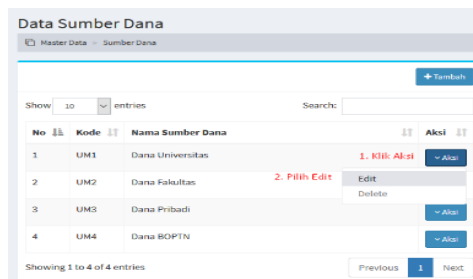 Data Sumber Dana
Master Data > Sumber Dana
+ Tambah
Show 10 entries Search:
No Kode Nama Sumber Dana Aksi
1 UM1 Dana Universitas 1. Klik Aksi Aksi
2 UM2 Dana Fakultas 2. Pilih Edit Edit
Delete
3 UM3 Dana Pribadi Aksi
4 UM4 Dana BOPTN Aksi
Showing 1 to 4 of 4 entries Previous 1 Next